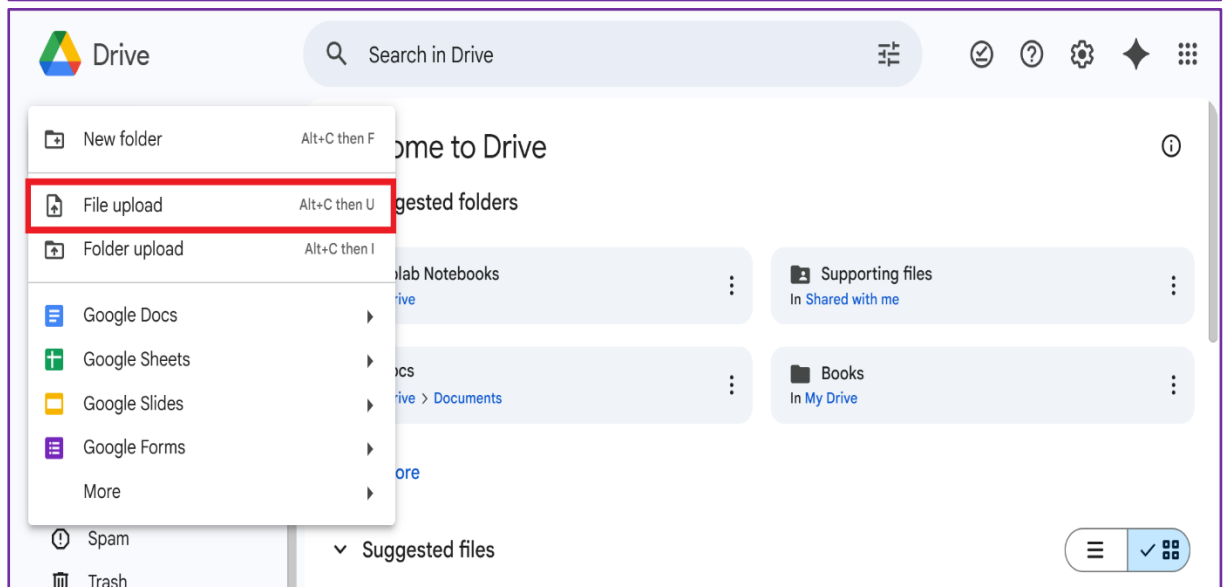 Drive
Search in Drive
New folder Alt+C then F
ome to Drive
File upload Alt+C then U
gested folders
Folder upload Alt+C then I
lab Notebooks
rive
Supporting files
In Shared with me
Google Docs
Google Sheets
Google Slides
Google Forms
More
ocs
rive > Documents
Books
In My Drive
ore
Spam
Trash
Suggested files